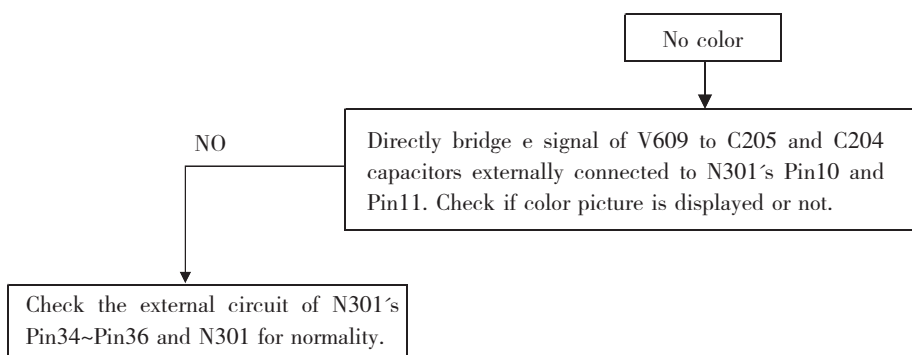 No color
Directly bridge e signal of V609 to C205 and C204
capacitors externally connected to N301´s Pin10 and
Pin11. Check if color picture is displayed or not.
NO
Check the external circuit of N301´s
Pin34~Pin36 and N301 for normality.